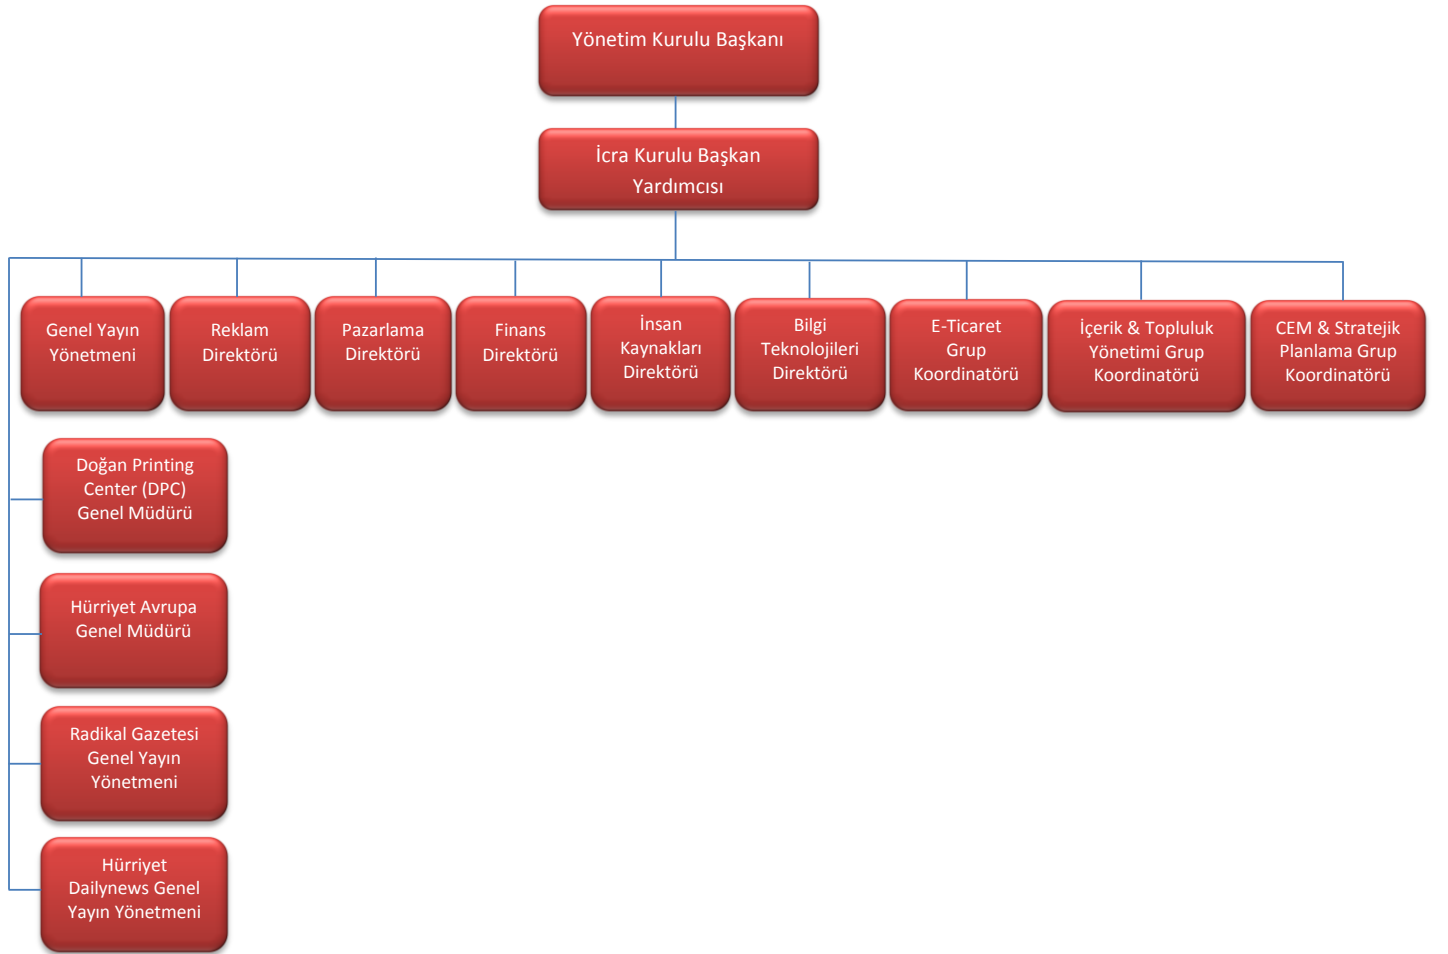 Yönetim Kurulu Başkanı
İcra Kurulu Başkan
Yardımcısı
Genel Yayın
Yönetmeni
Reklam
Direktörü
Pazarlama
Direktörü
Finans
Direktörü
İnsan
Kaynakları
Direktörü
Bilgi
Teknolojileri
Direktörü
E-Ticaret
Grup
Koordinatörü
İçerik & Topluluk
Yönetimi Grup
Koordinatörü
CEM & Stratejik
Planlama Grup
Koordinatörü
Doğan Printing
Center (DPC)
Genel Müdürü
Hürriyet Avrupa
Genel Müdürü
Radikal Gazetesi
Genel Yayın
Yönetmeni
Hürriyet
Dailynews Genel
Yayın Yönetmeni